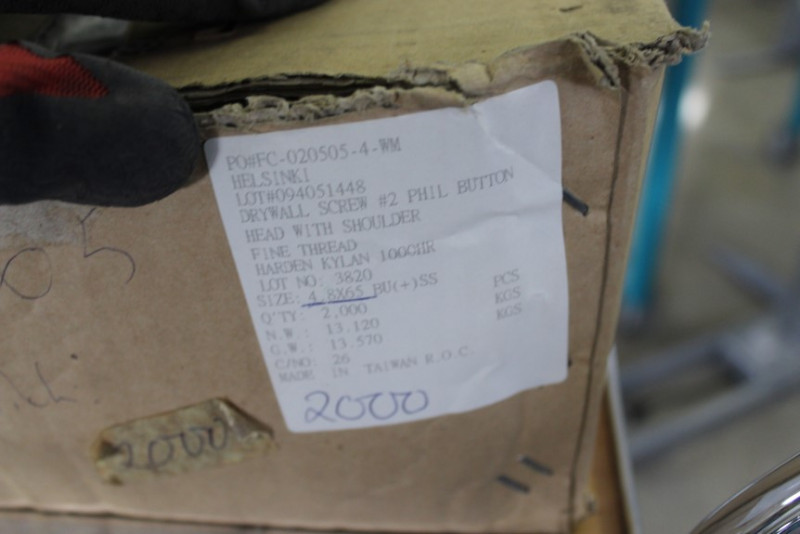 PO#FC-020505-4-WM
HELSINKI
LOT#094051448
DRYWALL SCREW #2 PHIL BUTTON
HEAD WITH SHOULDER
FINE THREAD
HARDEN KYLAN 1000HR
LOT NO: 3820
SIZE: 4.8X65 BU(+)SS
Q'TY: 2,000 PCS
N.W.: 13.120 KGS
G.W.: 13.570 KGS
C/NO: 26
MADE IN TAIWAN R.O.C.
2000
05
2000